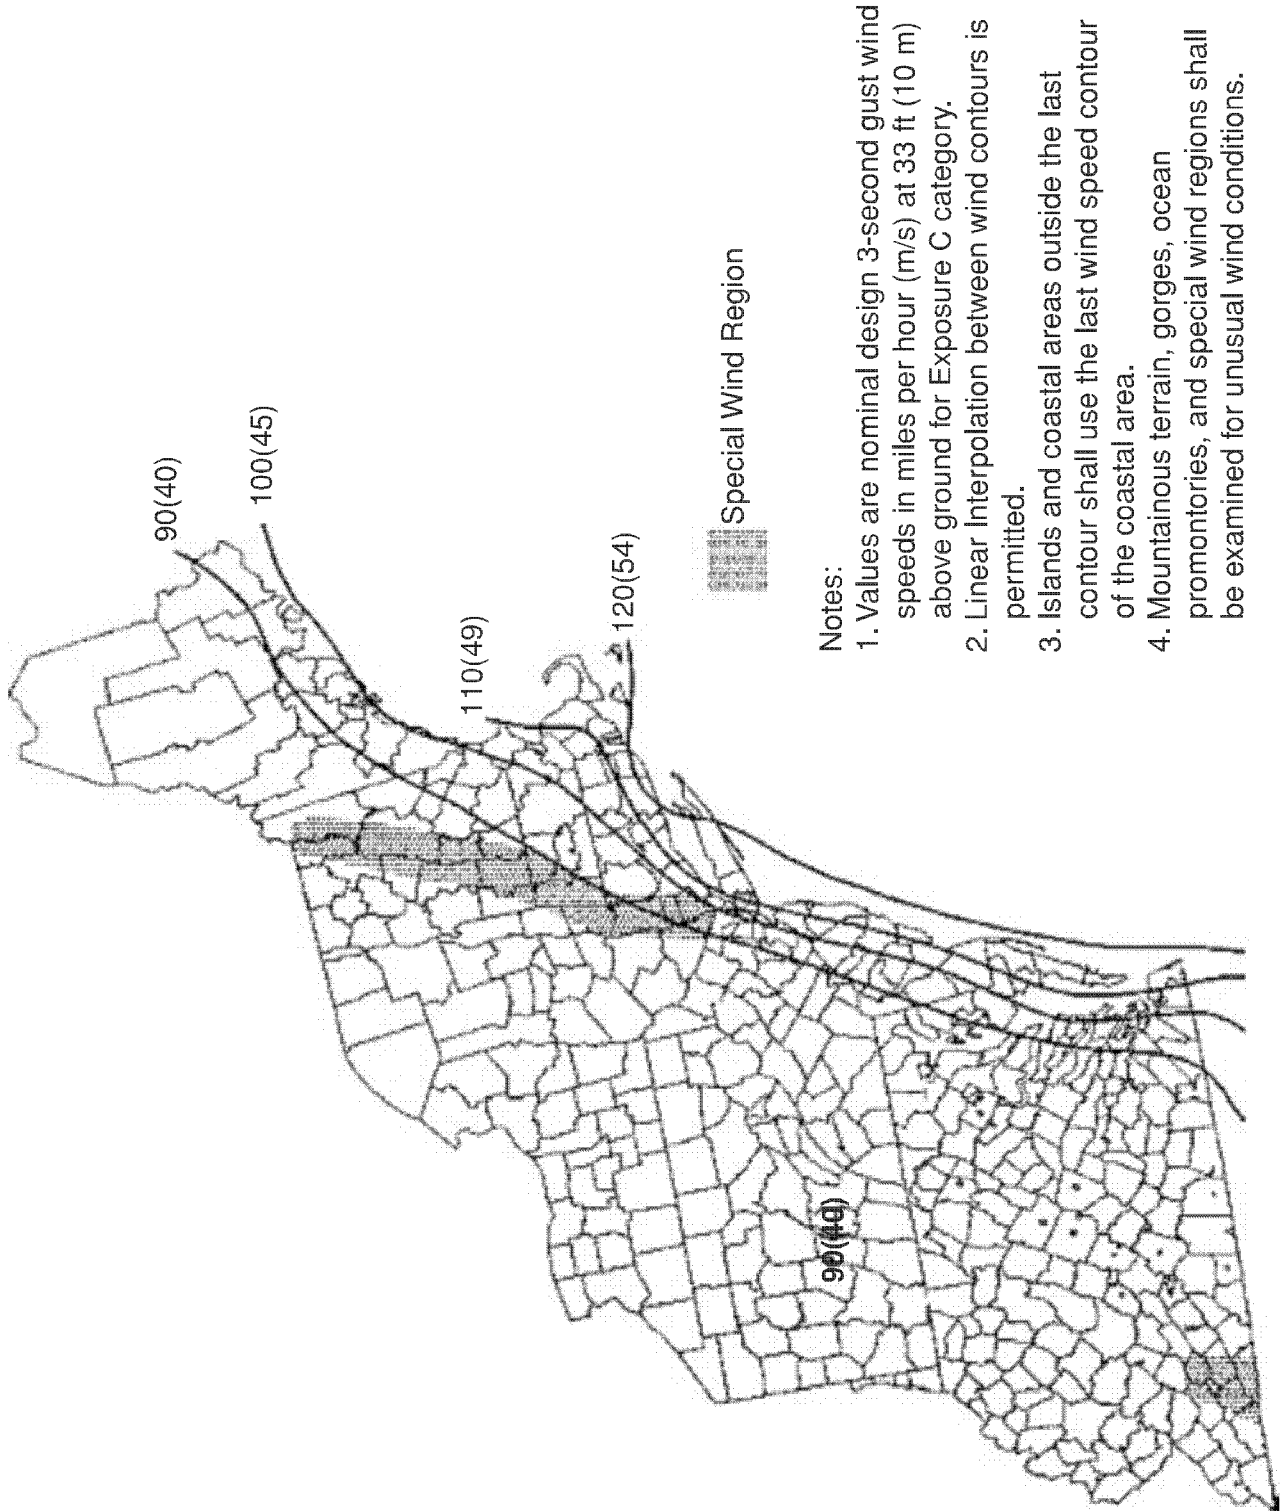 90(40)
100(45)
110(49)
120(54)
90(40)
Special Wind Region
Notes:
1. Values are nominal design 3-second gust wind
speeds in miles per hour (m/s) at 33 ft (10 m)
above ground for Exposure C category.
2. Linear Interpolation between wind contours is
permitted.
3. Islands and coastal areas outside the last
contour shall use the last wind speed contour
of the coastal area.
4. Mountainous terrain, gorges, ocean
promontories, and special wind regions shall
be examined for unusual wind conditions.